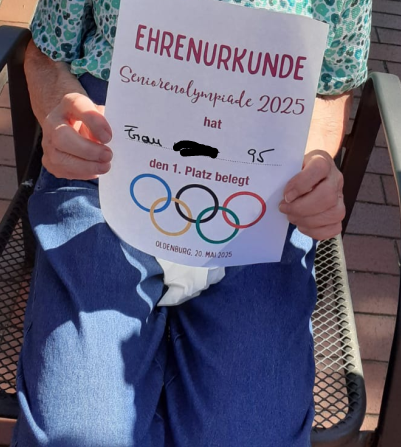 EHRENURKUNDE
Seniorenolympiade 2025
hat
Frau 95
den 1. Platz belegt
OLDENBURG, 20. MAI 2025